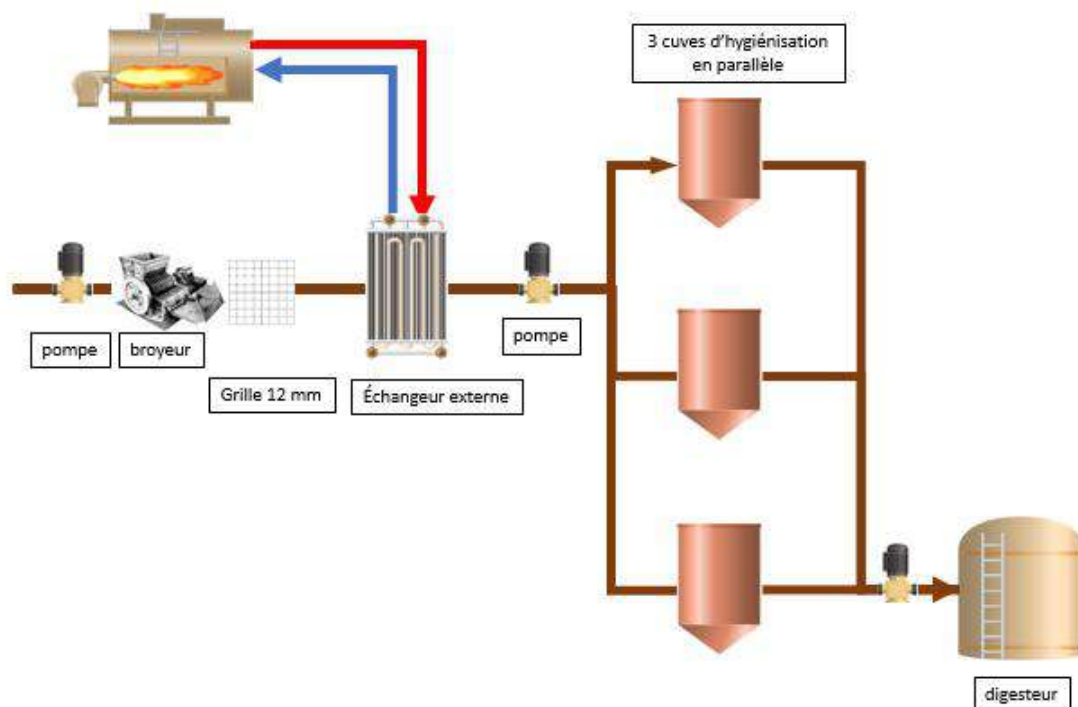 3 cuves d'hygiénisation
en parallèle
pompe
broyeur
pompe
Grille 12 mm
Échangeur externe
digesteur